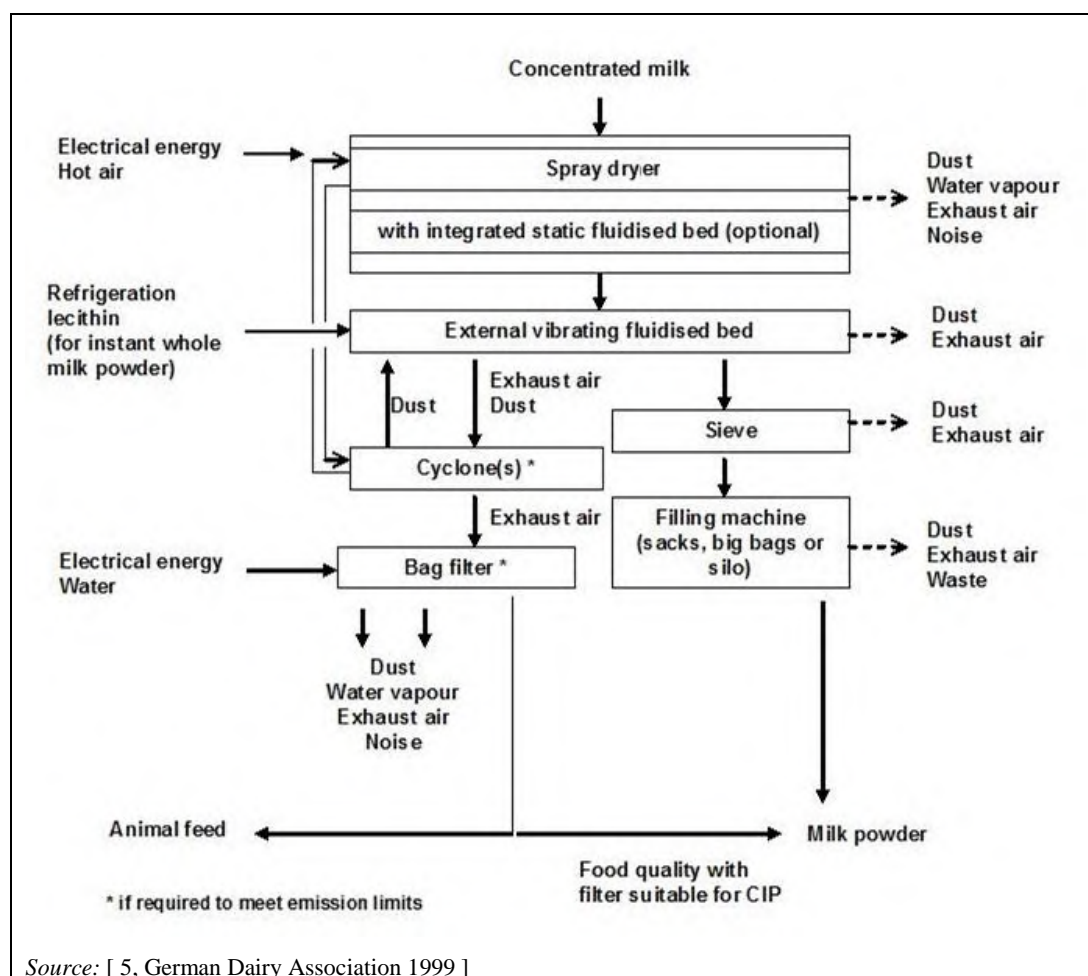 Concentrated milk
Electrical energy
Hot air
Spray dryer
with integrated static fluidised bed (optional)
Dust
Water vapour
Exhaust air
Noise
Refrigeration
lecithin
(for instant whole
milk powder)
External vibrating fluidised bed
Dust
Exhaust air
Dust
Exhaust air
Dust
Sieve
Dust
Exhaust air
Cyclone(s) *
Exhaust air
Filling machine
(sacks, big bags or
silo)
Dust
Exhaust air
Waste
Electrical energy
Water
Bag filter *
Dust
Water vapour
Exhaust air
Noise
Animal feed
Milk powder
Food quality with
filter suitable for CIP
* if required to meet emission limits
Source: [ 5, German Dairy Association 1999 ]